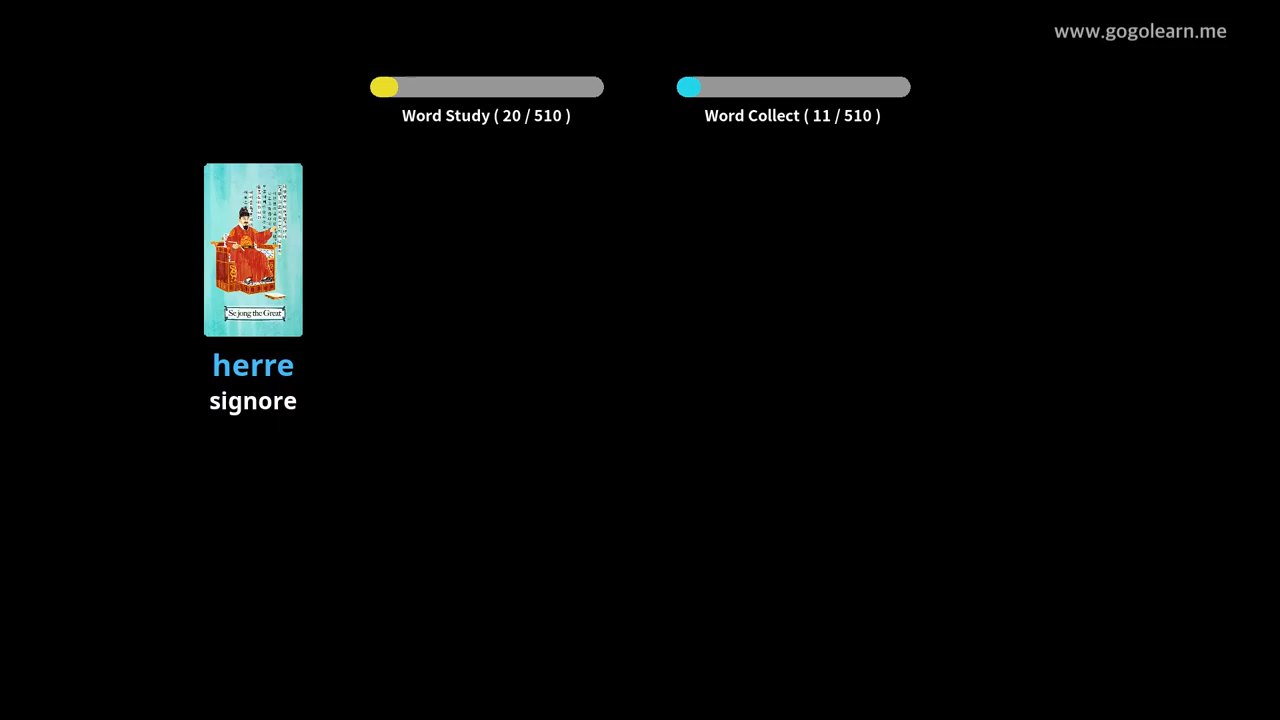 www.gogolearn.me
Word Study ( 20 / 510 )
Word Collect ( 11 / 510 )
Sejong the Great
herre
signore